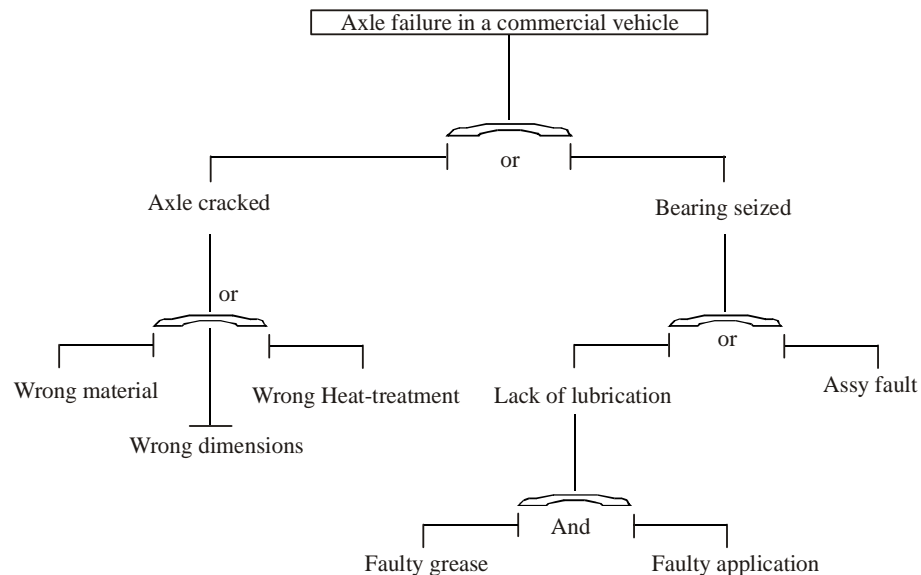 Axle failure in a commercial vehicle
or
Axle cracked
Bearing seized
or
or
Wrong material
Wrong Heat-treatment
Lack of lubrication
Assy fault
Wrong dimensions
And
Faulty grease
Faulty application